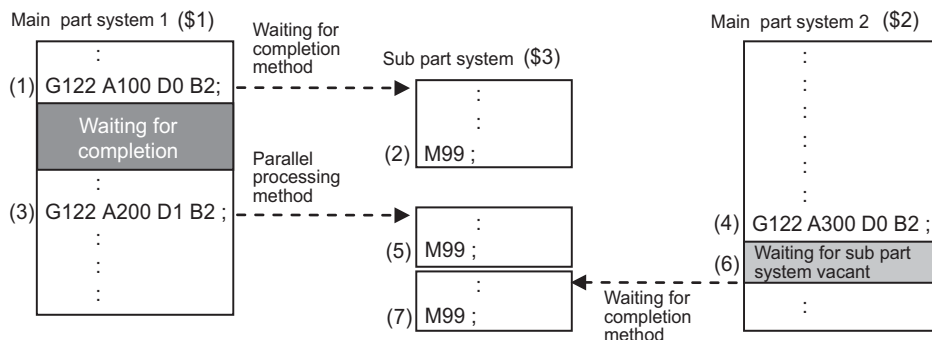 Main part system 1 ($1)
:
(1) G122 A100 D0 B2;
Waiting for
completion
:
(3) G122 A200 D1 B2 ;
:
:
:
Waiting for
completion
method
Parallel
processing
method
Sub part system ($3)
:
:
(2) M99 ;
:
(5) M99 ;
:
(7) M99 ;
Main part system 2 ($2)
:
:
:
:
:
:
(4) G122 A300 D0 B2 ;
(6) Waiting for sub part
system vacant
:
Waiting for
completion
method